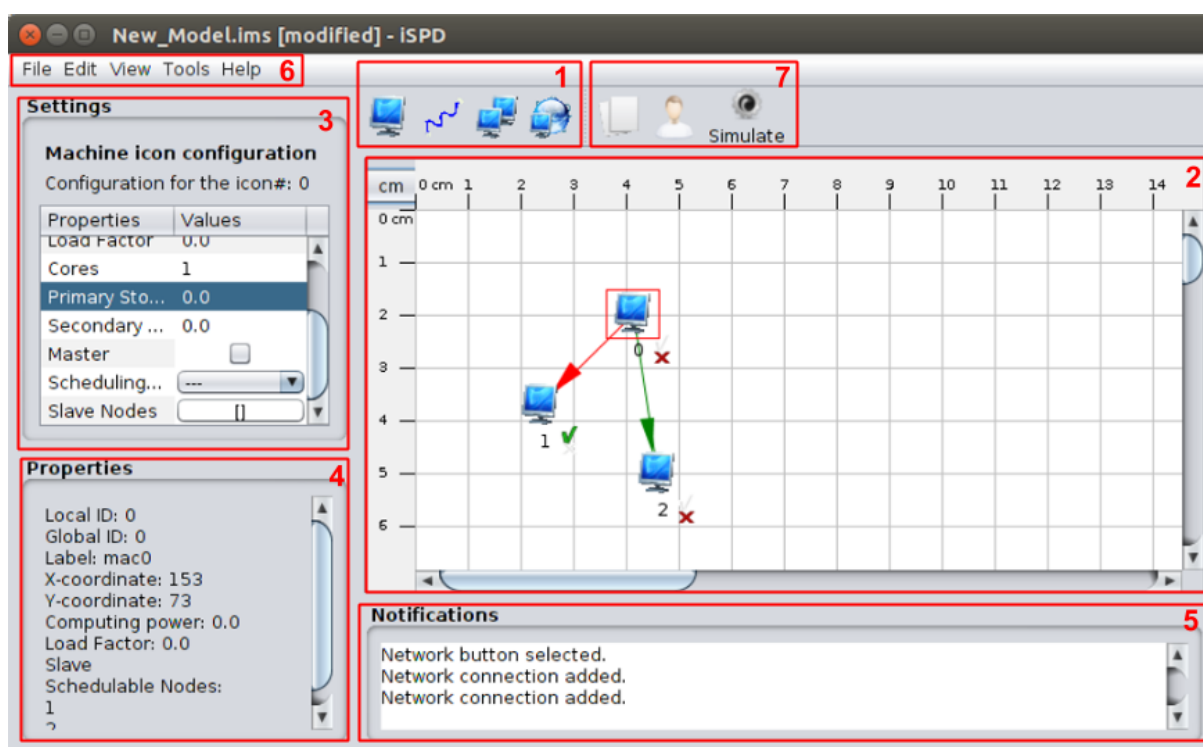 New_Model.ims [modified] - iSPD
File Edit View Tools Help 6
1
7
Simulate
Settings
3
Machine icon configuration
Configuration for the icon#: 0
Properties Values
Load Factor 0.0
Cores 1
Primary Sto... 0.0
Secondary ... 0.0
Master
Scheduling... ---
Slave Nodes []
2
cm 0 cm 1 2 3 4 5 6 7 8 9 10 11 12 13 14
0 cm
1
2
3
4
5
6
0
1
2
Properties
4
Local ID: 0
Global ID: 0
Label: mac0
X-coordinate: 153
Y-coordinate: 73
Computing power: 0.0
Load Factor: 0.0
Slave
Schedulable Nodes:
1
2
Notifications
5
Network button selected.
Network connection added.
Network connection added.